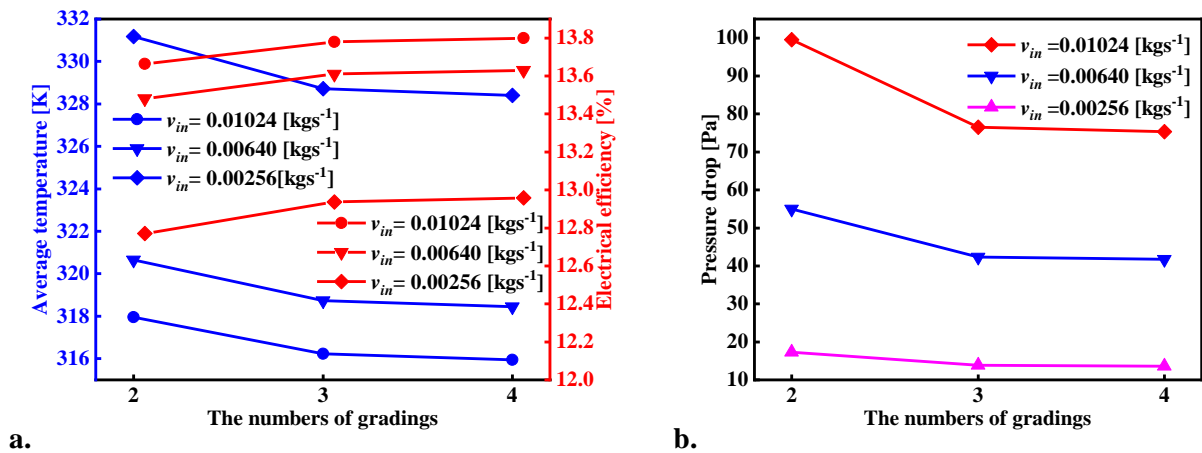 332
330
328
326
324
322
320
318
316
Average temperature [K]
v_in= 0.01024 [kgs⁻¹]
v_in= 0.00640 [kgs⁻¹]
v_in= 0.00256[kgs⁻¹]
v_in= 0.01024 [kgs⁻¹]
v_in= 0.00640 [kgs⁻¹]
v_in= 0.00256 [kgs⁻¹]
13.8
13.6
13.4
13.2
13.0
12.8
12.6
12.4
12.2
12.0
Electrical efficiency [%]
2 3 4
The numbers of gradings
a.
100
90
80
70
60
50
40
30
20
10
Pressure drop [Pa]
v_in=0.01024 [kgs⁻¹]
v_in=0.00640 [kgs⁻¹]
v_in=0.00256 [kgs⁻¹]
2 3 4
The numbers of gradings
b.